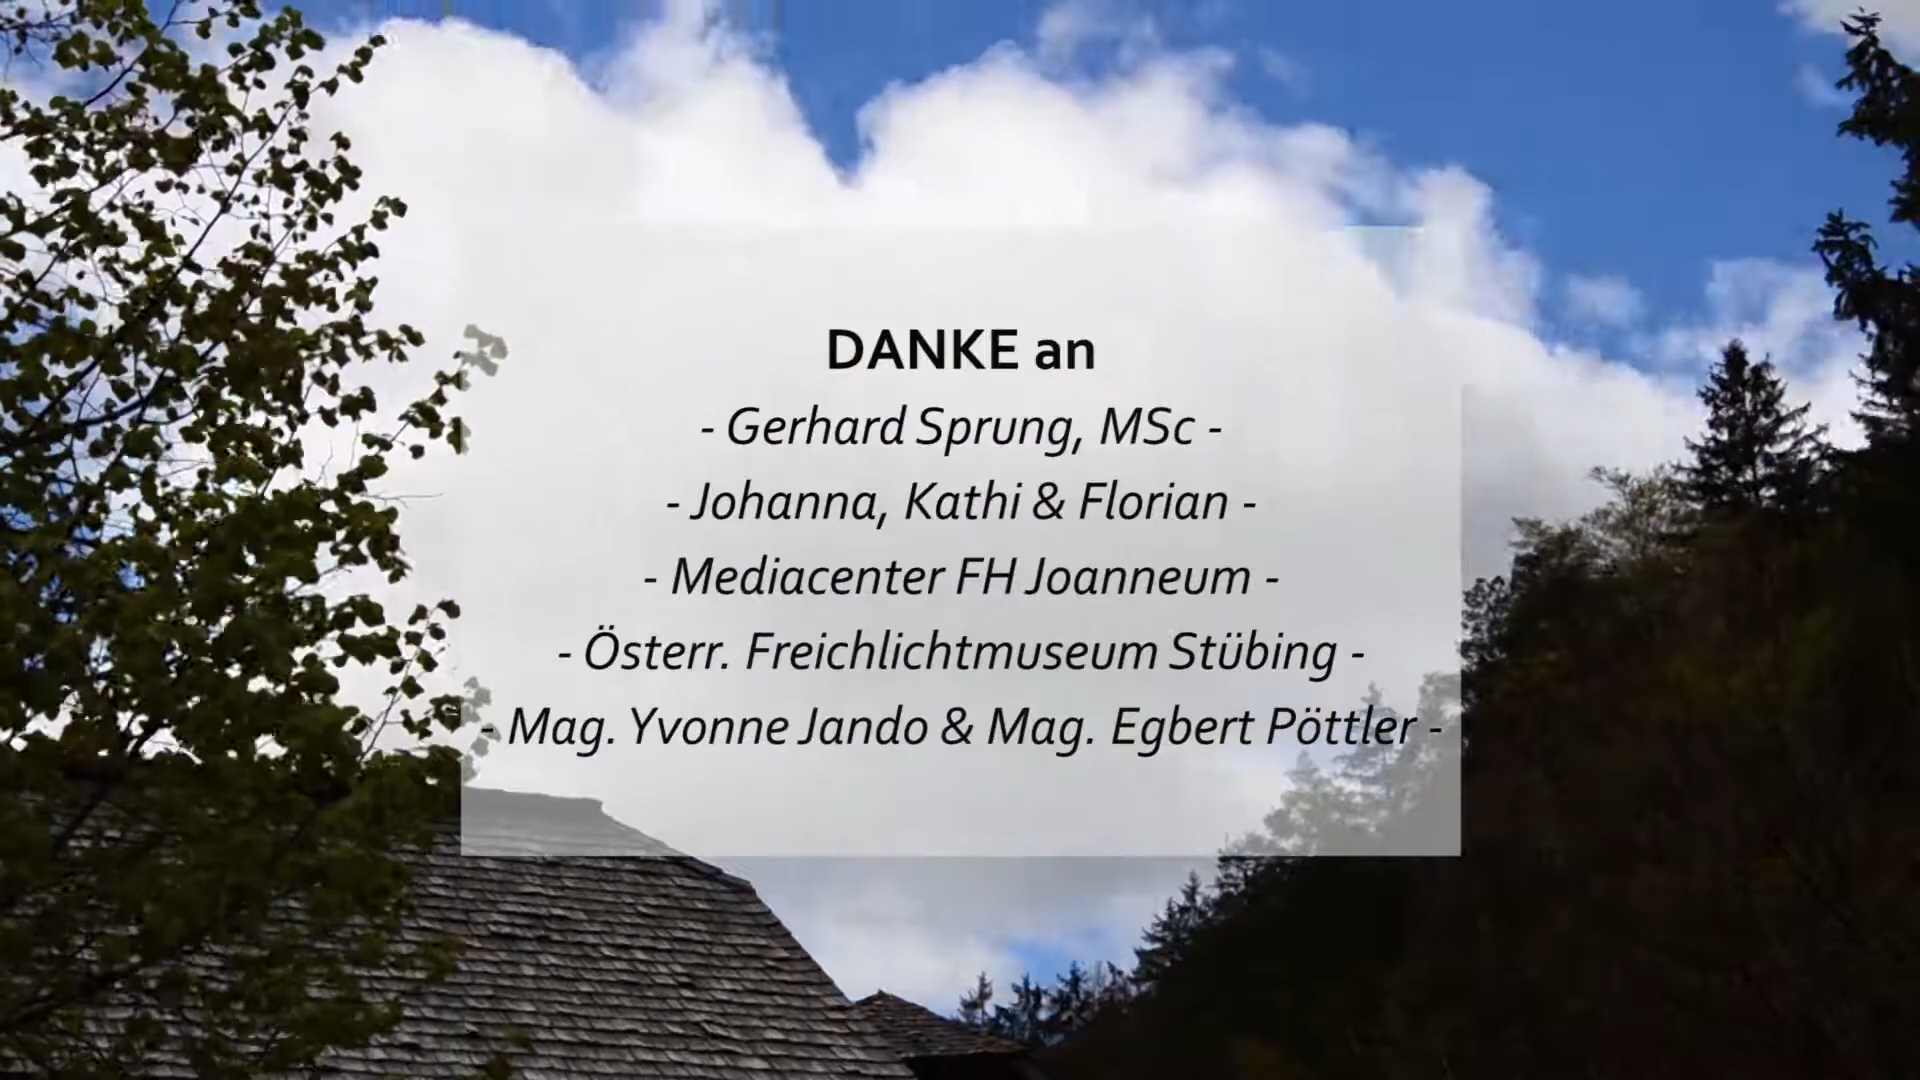 DANKE an
- Gerhard Sprung, MSc -
- Johanna, Kathi & Florian -
- Mediacenter FH Joanneum -
- Österr. Freichlichtmuseum Stübing -
- Mag. Yvonne Jando & Mag. Egbert Pöttler -